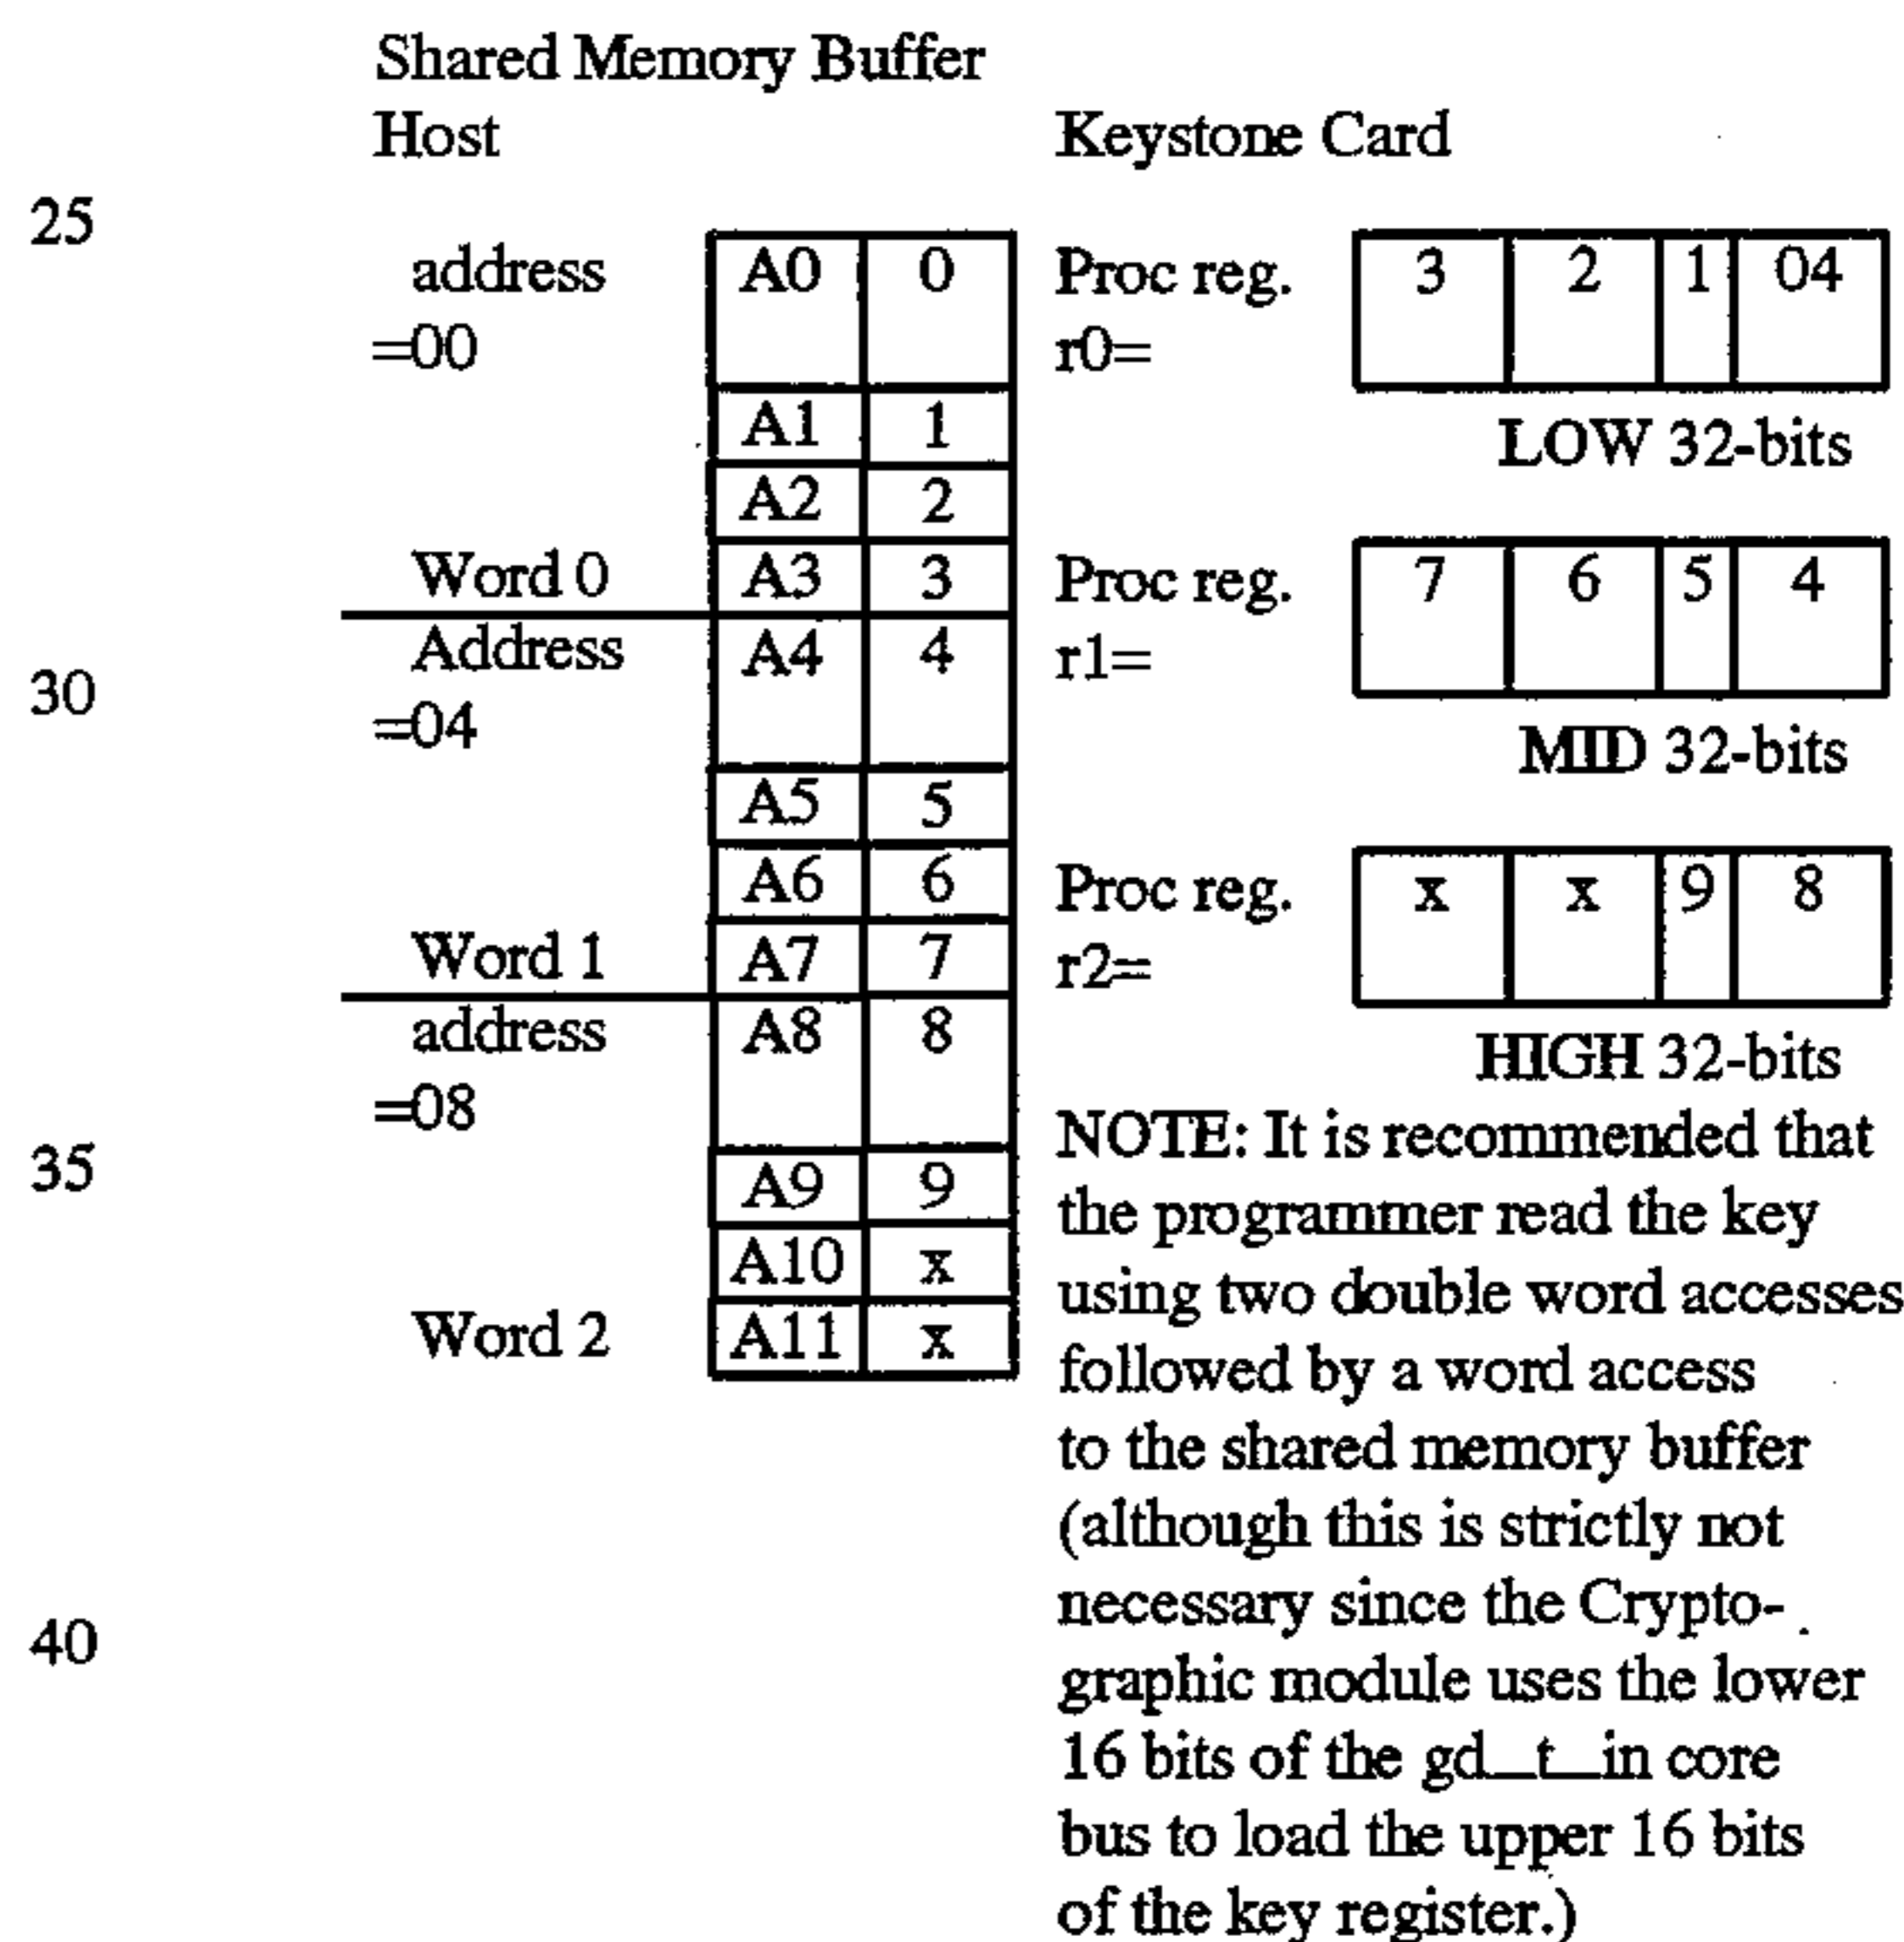 Shared Memory Buffer
Host Keystone Card
25
address A0 0 Proc reg. 3 2 1 04
=00 r0=
A1 1 LOW 32-bits
A2 2
Word 0 A3 3 Proc reg. 7 6 5 4
Address A4 4 r1=
30
=04 MID 32-bits
A5 5
A6 6 Proc reg. x x 9 8
Word 1 A7 7 r2=
address A8 8 HIGH 32-bits
=08 NOTE: It is recommended that
35 A9 9 the programmer read the key
A10 x using two double word accesses
Word 2 A11 x followed by a word access
to the shared memory buffer
(although this is strictly not
necessary since the Crypto-
40 graphic module uses the lower
16 bits of the gd_t_in core
bus to load the upper 16 bits
of the key register.)